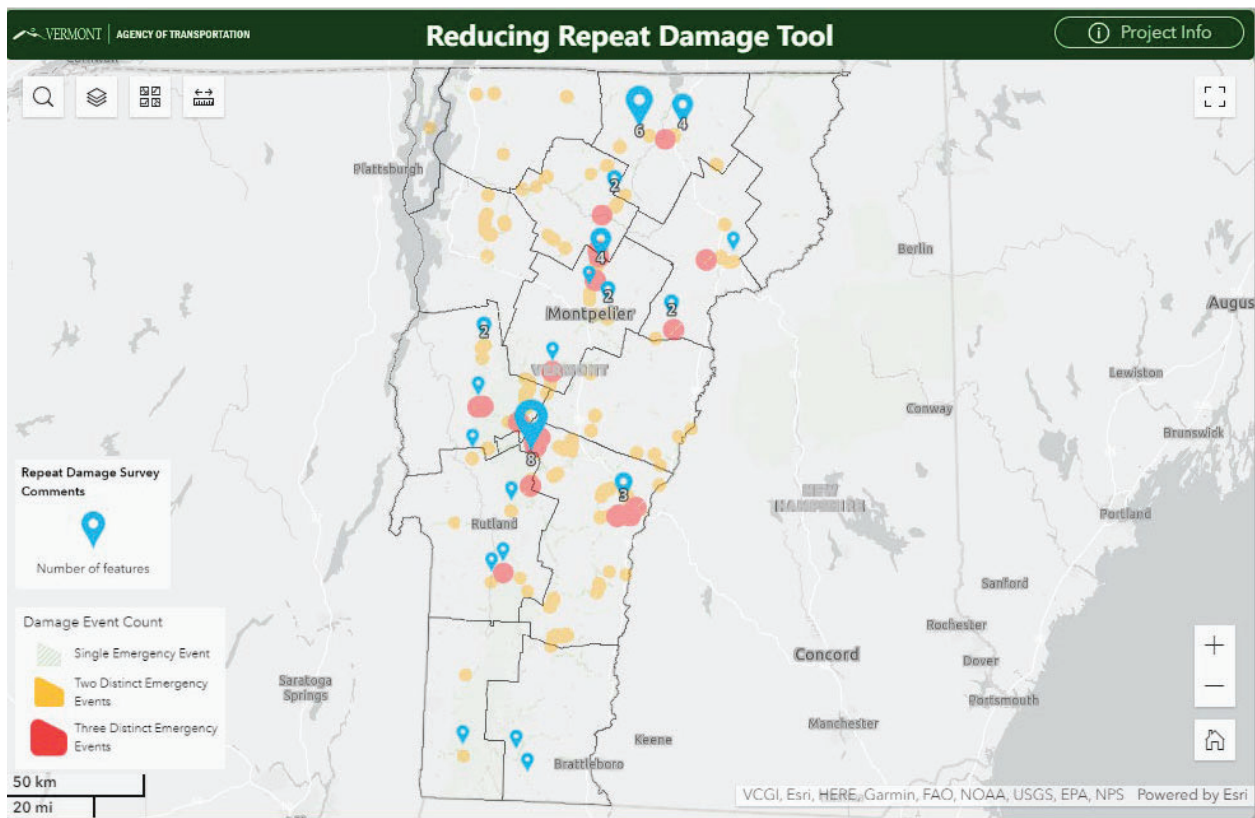 VERMONT | AGENCY OF TRANSPORTATION
Reducing Repeat Damage Tool
Project Info
Plattsburgh
6
4
2
4
2
Berlin
Montpelier
2
Augus
2
VERMONT
Lewiston
Conway
Brunswick
8
Repeat Damage Survey
Comments
Number of features
3
NEW
HAMPSHIRE
Rutland
Portland
Sanford
Damage Event Count
Single Emergency Event
Two Distinct Emergency
Events
Three Distinct Emergency
Events
Rochester
Concord
Dover
Saratoga
Springs
Portsmouth
Manchester
Keene
Brattleboro
50 km
20 mi
VCGI, Esri, HERE, Garmin, FAO, NOAA, USGS, EPA, NPS Powered by Esri